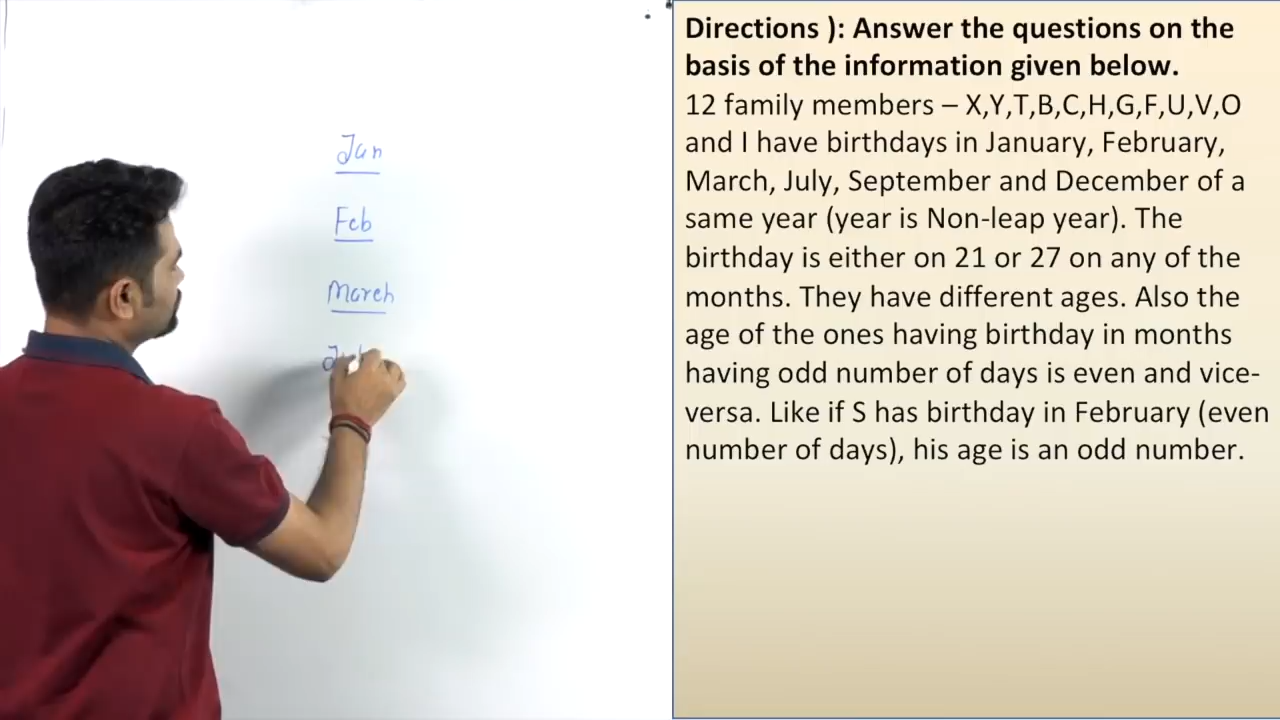 Jan
Feb
March
Directions ): Answer the questions on the
basis of the information given below.
12 family members – X,Y,T,B,C,H,G,F,U,V,O
and I have birthdays in January, February,
March, July, September and December of a
same year (year is Non-leap year). The
birthday is either on 21 or 27 on any of the
months. They have different ages. Also the
age of the ones having birthday in months
having odd number of days is even and vice-
versa. Like if S has birthday in February (even
number of days), his age is an odd number.